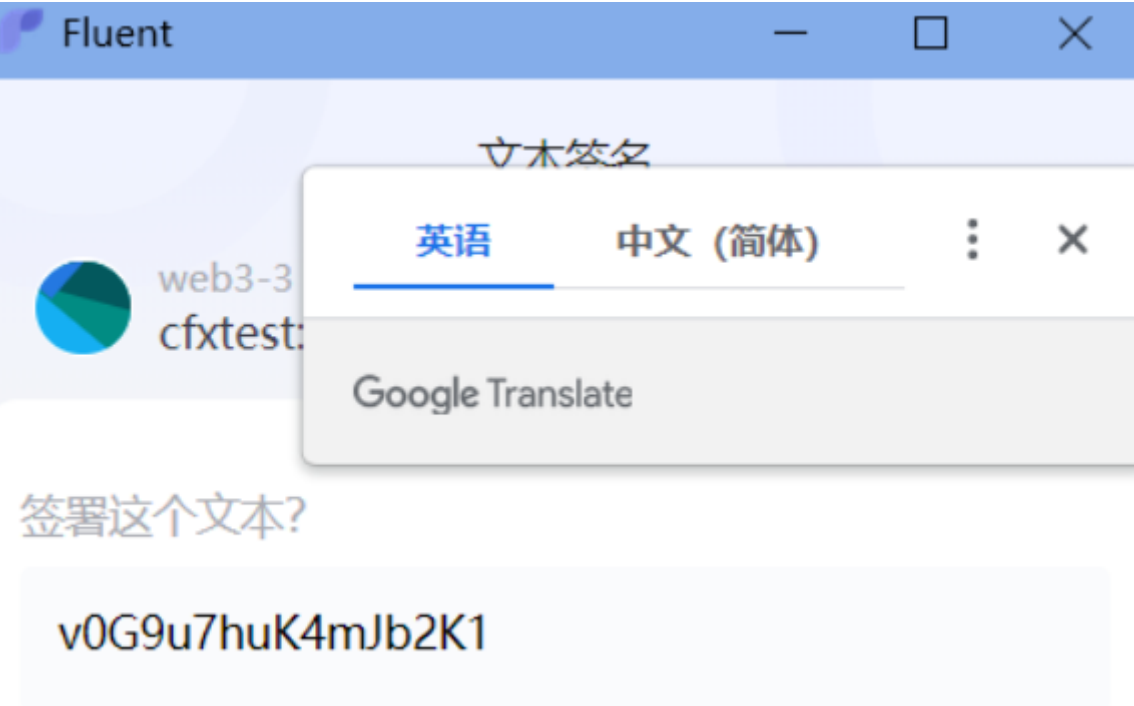 Fluent
文本签名
英语
中文（简体）
web3-3
cfxtest:
Google Translate
签署这个文本?
v0G9u7huK4mJb2K1